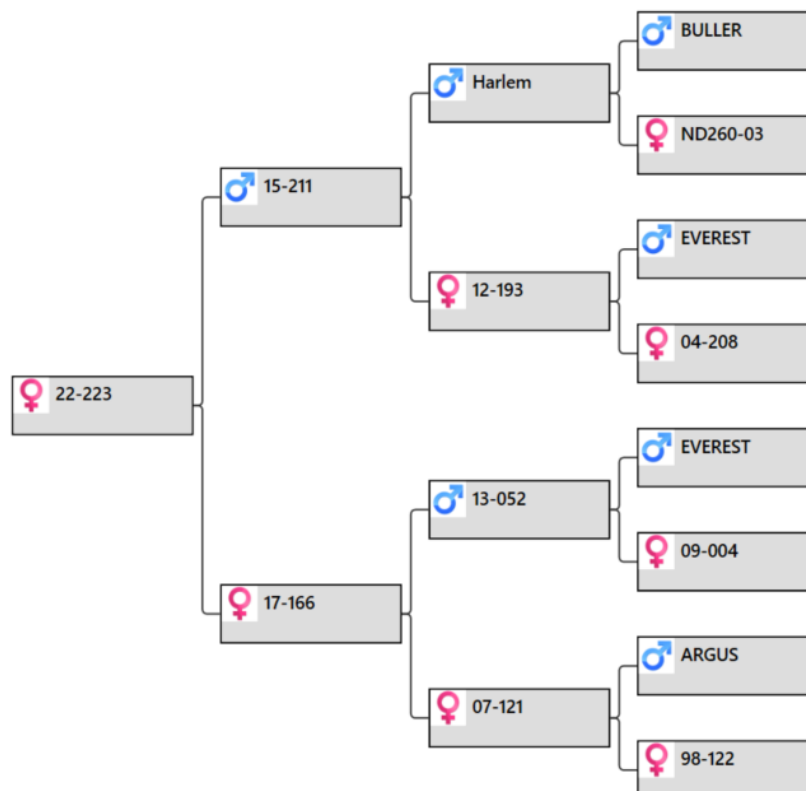 BULLER
Harlem
ND260-03
15-211
EVEREST
12-193
04-208
22-223
EVEREST
13-052
09-004
17-166
ARGUS
07-121
98-122